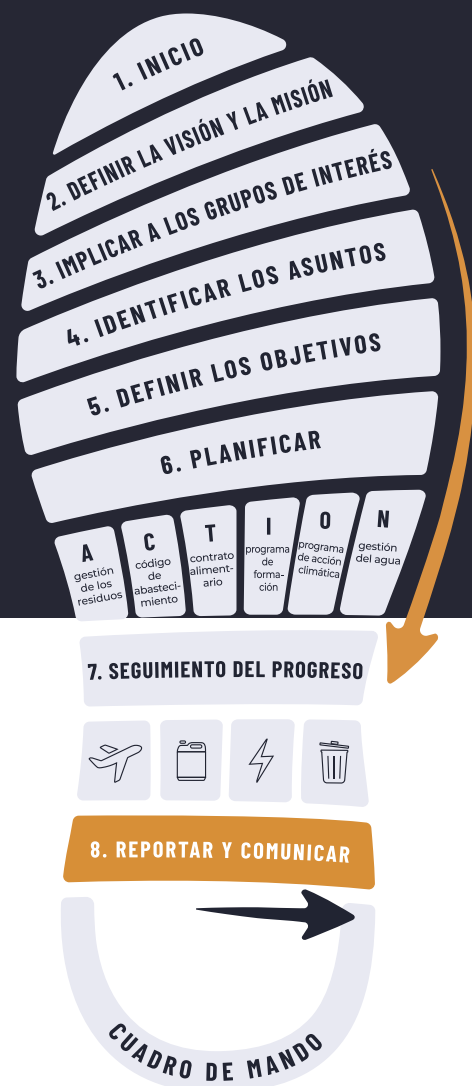 1. INICIO
2. DEFINIR LA VISIÓN Y LA MISIÓN
3. IMPLICAR A LOS GRUPOS DE INTERÉS
4. IDENTIFICAR LOS ASUNTOS
5. DEFINIR LOS OBJETIVOS
6. PLANIFICAR
A
gestión
de los
residuos
C
código
de
abasteci-
miento
T
contrato
aliment-
ario
I
programa
de
forma-
ción
O
programa
de acción
climática
N
gestión
del agua
7. SEGUIMIENTO DEL PROGRESO
8. REPORTAR Y COMUNICAR
CUADRO DE MANDO